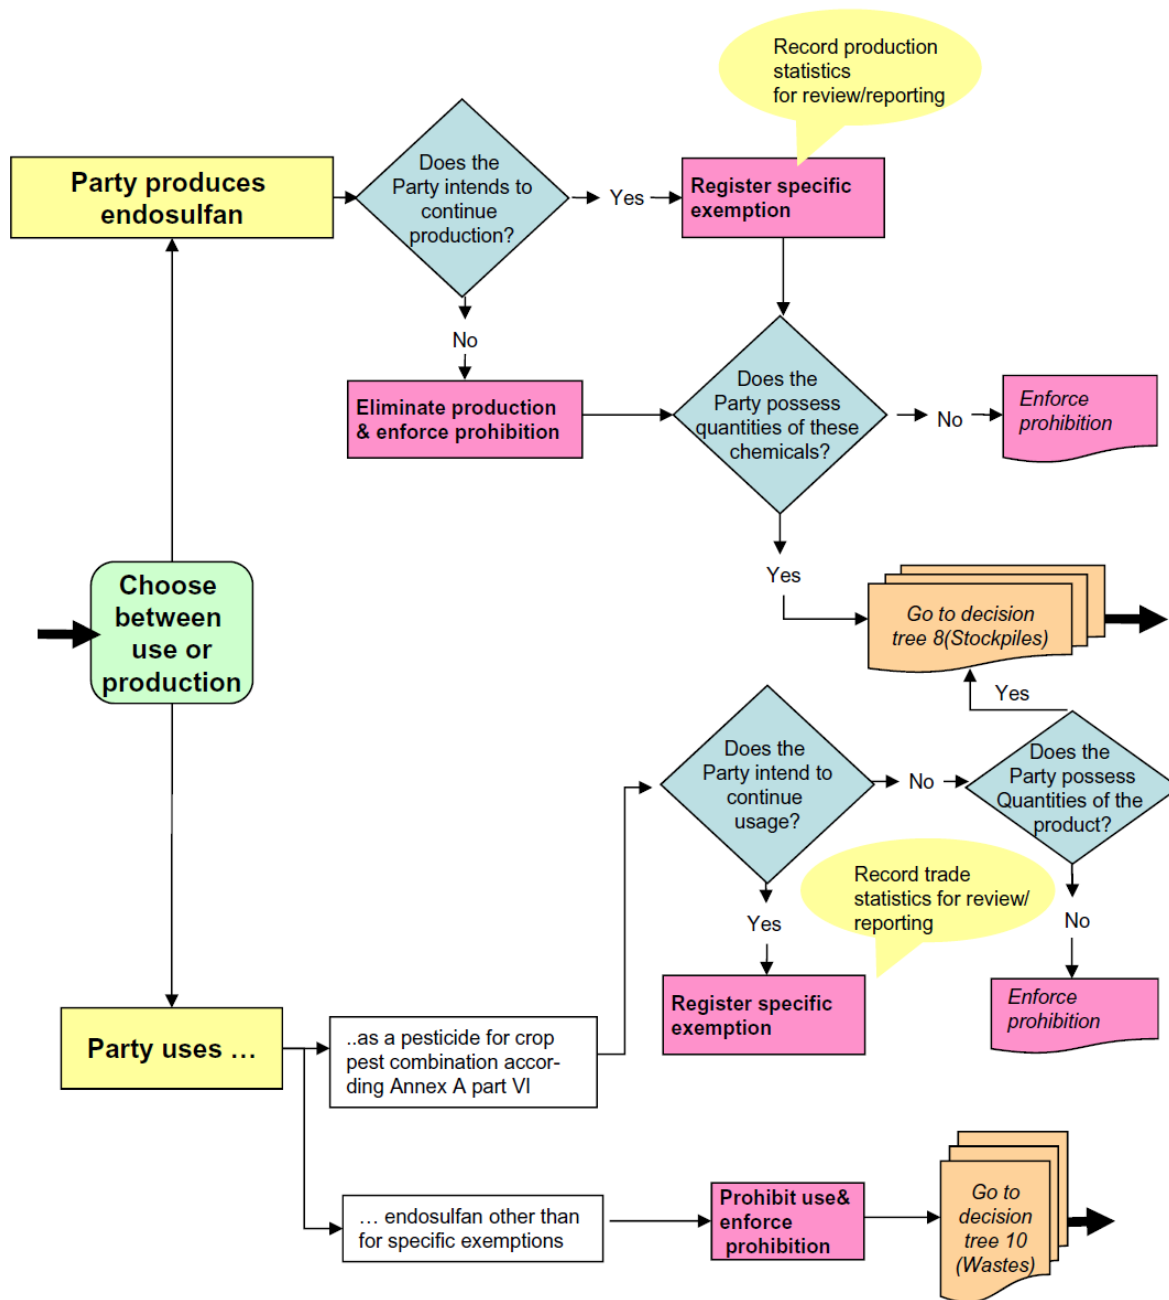 Record production
statistics
for review/reporting
Party produces
endosulfan
Does the
Party intends to
continue
production?
Yes
Register specific
exemption
No
Eliminate production
& enforce prohibition
Does the
Party possess
quantities of these
chemicals?
No
Enforce
prohibition
Yes
Go to decision
tree 8(Stockpiles)
Choose
between
use or
production
Does the
Party intend to
continue
usage?
No
Yes
Does the
Party possess
Quantities of the
product?
Yes
Record trade
statistics for review/
reporting
Register specific
exemption
No
Enforce
prohibition
Party uses …
..as a pesticide for crop
pest combination accor-
ding Annex A part VI
… endosulfan other than
for specific exemptions
Prohibit use&
enforce
prohibition
Go to
decision
tree 10
(Wastes)